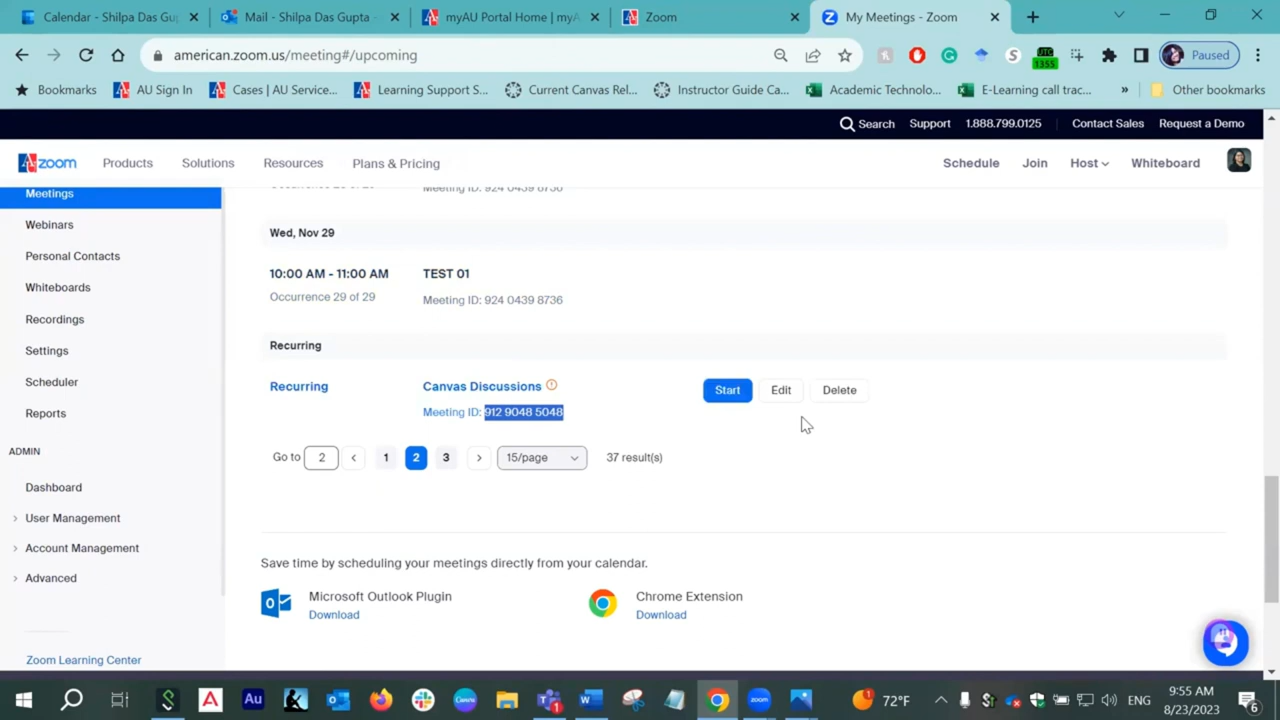 Calendar - Shilpa Das Gup
Mail - Shilpa Das Gupta -
myAU Portal Home | myA
Zoom
My Meetings - Zoom
american.zoom.us/meeting#/upcoming
UTC
1355
Paused
Bookmarks
AU Sign In
Cases | AU Service...
Learning Support S...
Current Canvas Rel...
Instructor Guide Ca...
Academic Technolo...
E-Learning call trac...
»
Other bookmarks
Search
Support
1.888.799.0125
Contact Sales
Request a Demo
zoom
Products
Solutions
Resources
Plans & Pricing
Schedule
Join
Host
Whiteboard
Meetings
Webinars
Personal Contacts
Whiteboards
Recordings
Settings
Scheduler
Reports
ADMIN
Dashboard
User Management
Account Management
Advanced
Zoom Learning Center
Meeting ID: 924 0439 8736
Wed, Nov 29
10:00 AM - 11:00 AM
TEST 01
Occurrence 29 of 29
Meeting ID: 924 0439 8736
Recurring
Recurring
Canvas Discussions
Meeting ID: 912 9048 5048
Start
Edit
Delete
Go to
2
<
1
2
3
>
15/page
37 result(s)
Save time by scheduling your meetings directly from your calendar.
Microsoft Outlook Plugin
Download
Chrome Extension
Download
72°F
ENG
9:55 AM
8/23/2023
6